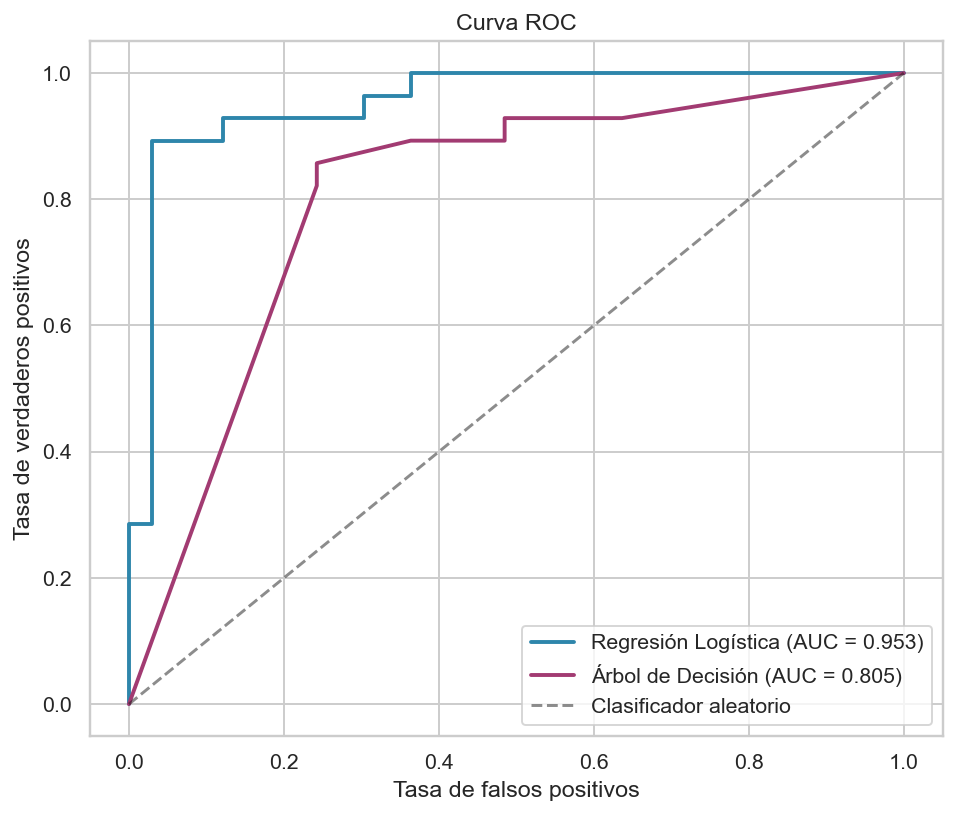 Curva ROC
Tasa de verdaderos positivos
1.0
0.8
0.6
0.4
0.2
0.0
0.0 0.2 0.4 0.6 0.8 1.0
Tasa de falsos positivos
Regresión Logística (AUC = 0.953)
Árbol de Decisión (AUC = 0.805)
Clasificador aleatorio